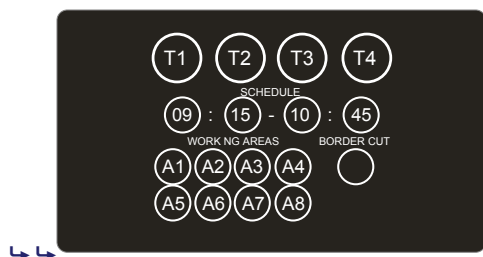 T1 T2 T3 T4
SCHEDULE
09 : 15 - 10 : 45
WORK NG AREAS BORDER CUT
A1 A2 A3 A4
A5 A6 A7 A8